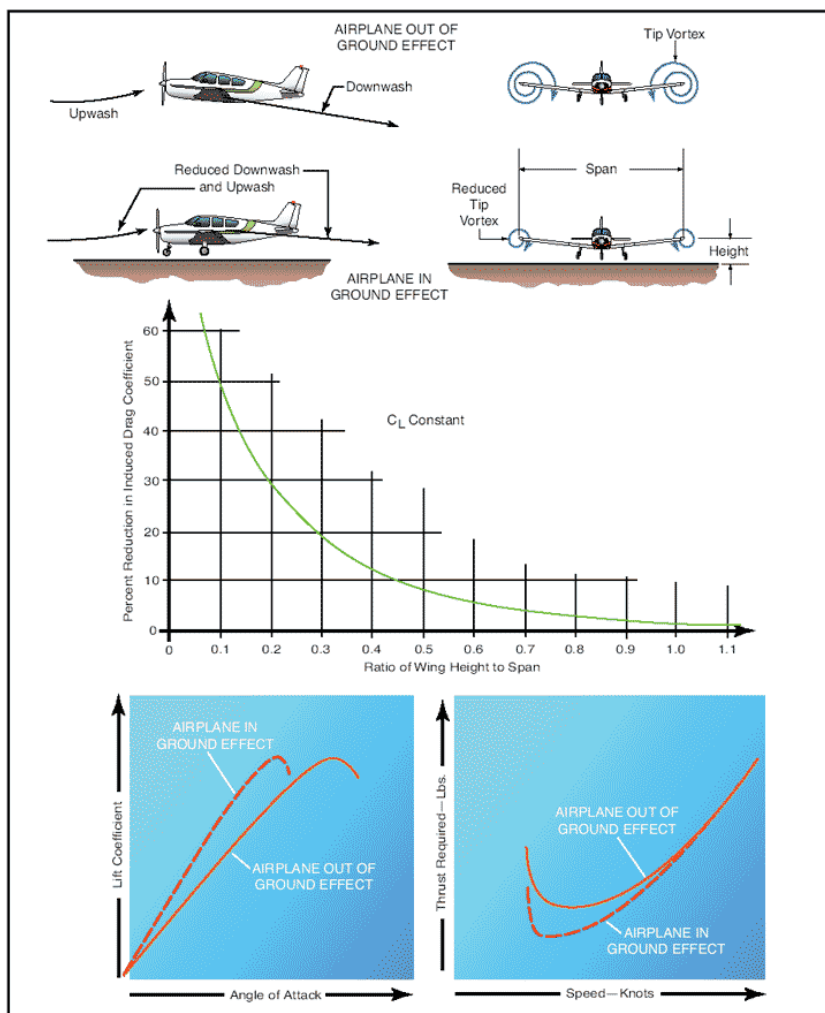 AIRPLANE OUT OF
GROUND EFFECT
Tip Vortex
Downwash
Upwash
Reduced Downwash
and Upwash
Span
Reduced
Tip
Vortex
Height
AIRPLANE IN
GROUND EFFECT
Percent Reduction in Induced Drag Coefficient
60
50
40
30
20
10
0
CL Constant
0 0.1 0.2 0.3 0.4 0.5 0.6 0.7 0.8 0.9 1.0 1.1
Ratio of Wing Height to Span
Lift Coefficient
AIRPLANE IN
GROUND EFFECT
AIRPLANE OUT OF
GROUND EFFECT
Angle of Attack
Thrust Required—Lbs.
AIRPLANE OUT OF
GROUND EFFECT
AIRPLANE IN
GROUND EFFECT
Speed—Knots